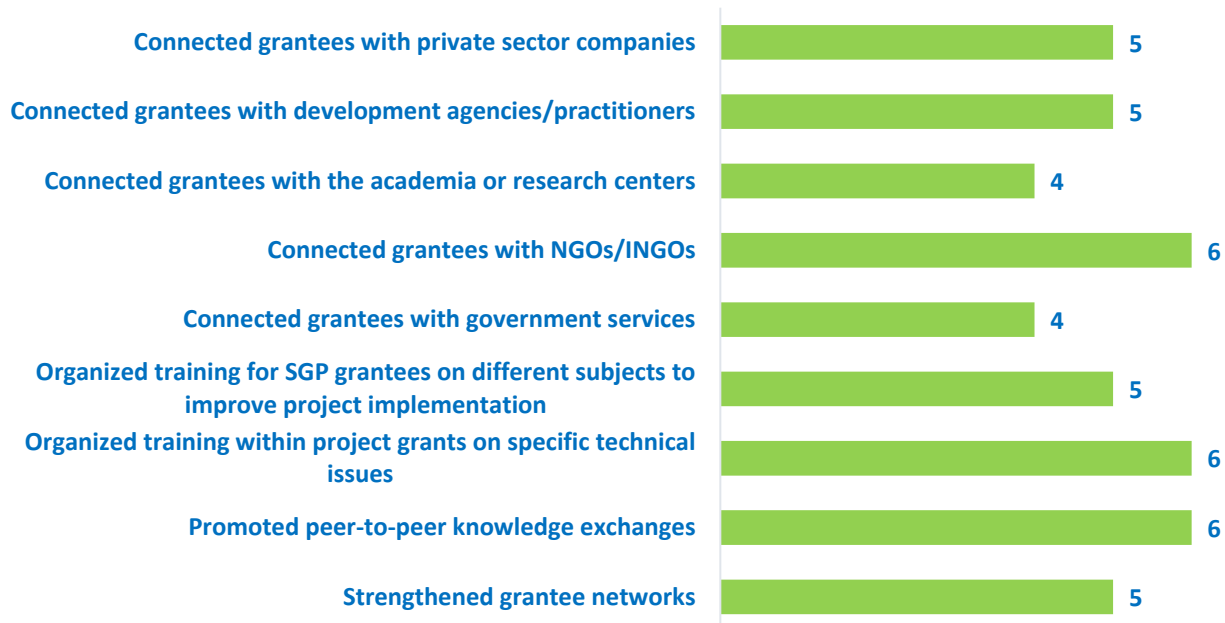 Connected grantees with private sector companies 5
Connected grantees with development agencies/practitioners 5
Connected grantees with the academia or research centers 4
Connected grantees with NGOs/INGOs 6
Connected grantees with government services 4
Organized training for SGP grantees on different subjects to
improve project implementation 5
Organized training within project grants on specific technical
issues 6
Promoted peer-to-peer knowledge exchanges 6
Strengthened grantee networks 5